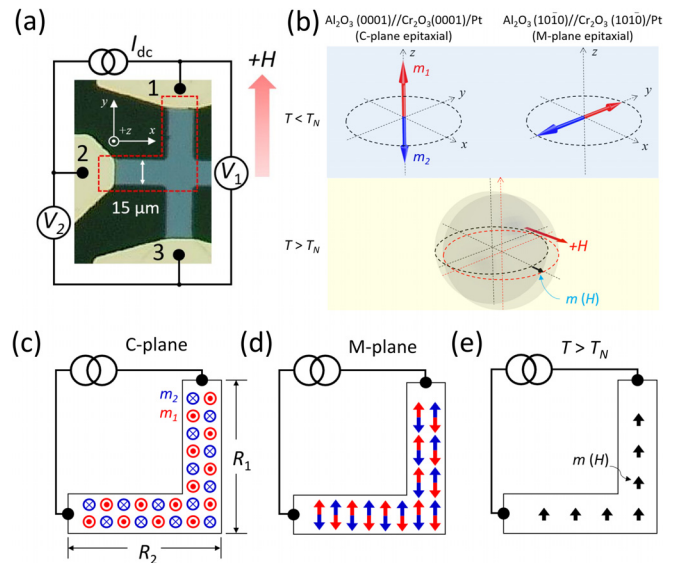 (a)
I_dc
+H
1
y
+z
x
2
V_1
15 μm
V_2
3
(b)
Al₂O₃ (0001)//Cr₂O₃(0001)/Pt
(C-plane epitaxial)
Al₂O₃ (101̅0)//Cr₂O₃ (101̅0)/Pt
(M-plane epitaxial)
T < T_N
z
m_1
y
x
m_2
z
y
x
T > T_N
+H
m (H)
(c)
C-plane
m_2
m_1
R_1
R_2
(d)
M-plane
(e)
T > T_N
m (H)